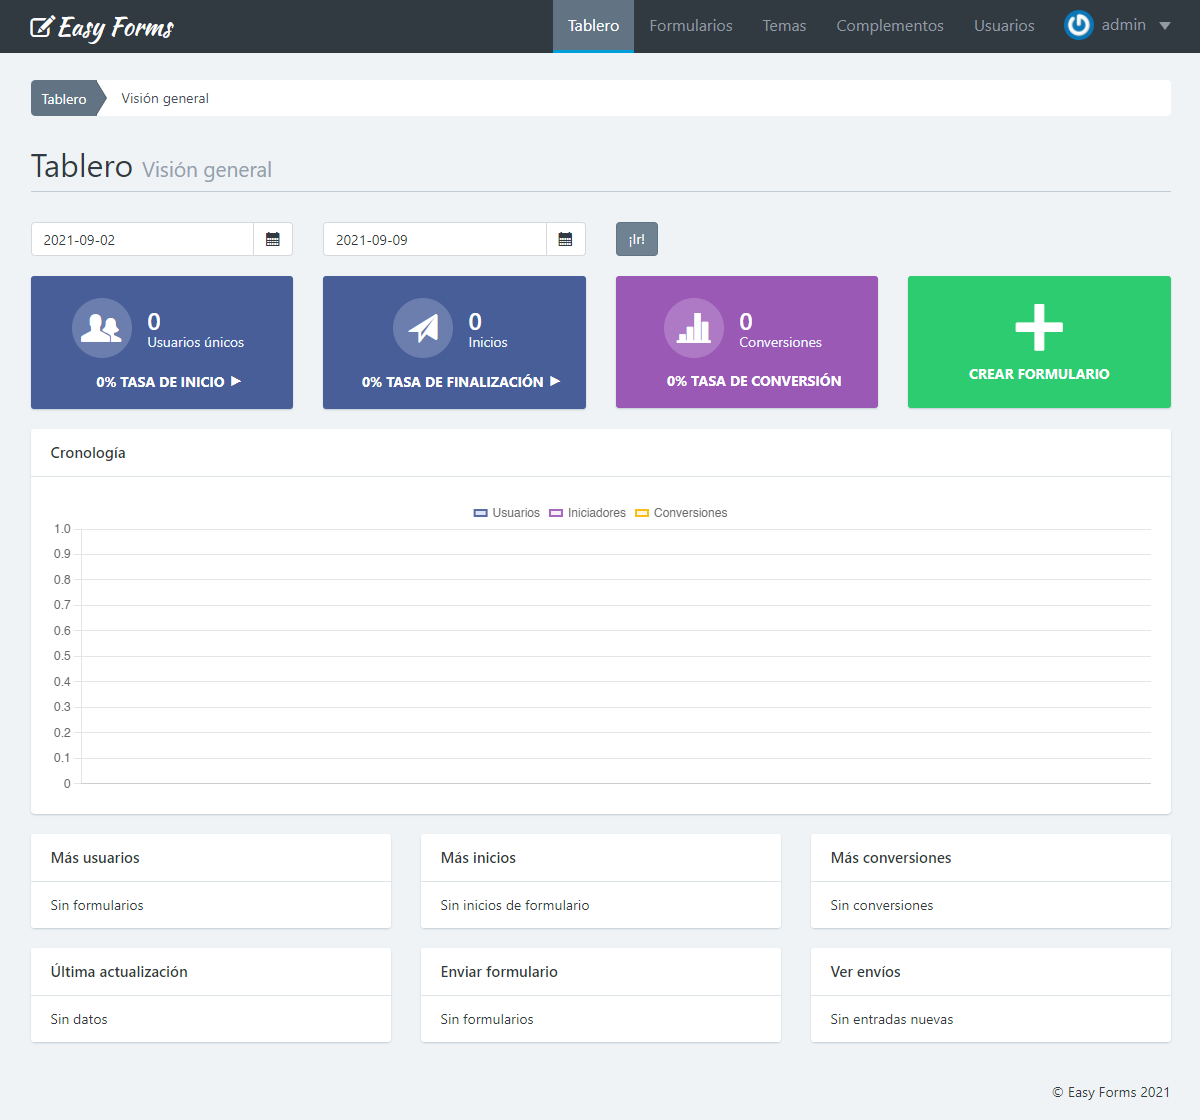 Easy Forms
Tablero
Formularios
Temas
Complementos
Usuarios
admin
Tablero
Visión general
Tablero Visión general
2021-09-02
2021-09-09
¡Ir!
0
Usuarios únicos
0% TASA DE INICIO
0
Inicios
0% TASA DE FINALIZACIÓN
0
Conversiones
0% TASA DE CONVERSIÓN
CREAR FORMULARIO
Cronología
Usuarios
Iniciadores
Conversiones
1.0
0.9
0.8
0.7
0.6
0.5
0.4
0.3
0.2
0.1
0
Más usuarios
Sin formularios
Más inicios
Sin inicios de formulario
Más conversiones
Sin conversiones
Última actualización
Sin datos
Enviar formulario
Sin formularios
Ver envíos
Sin entradas nuevas
© Easy Forms 2021